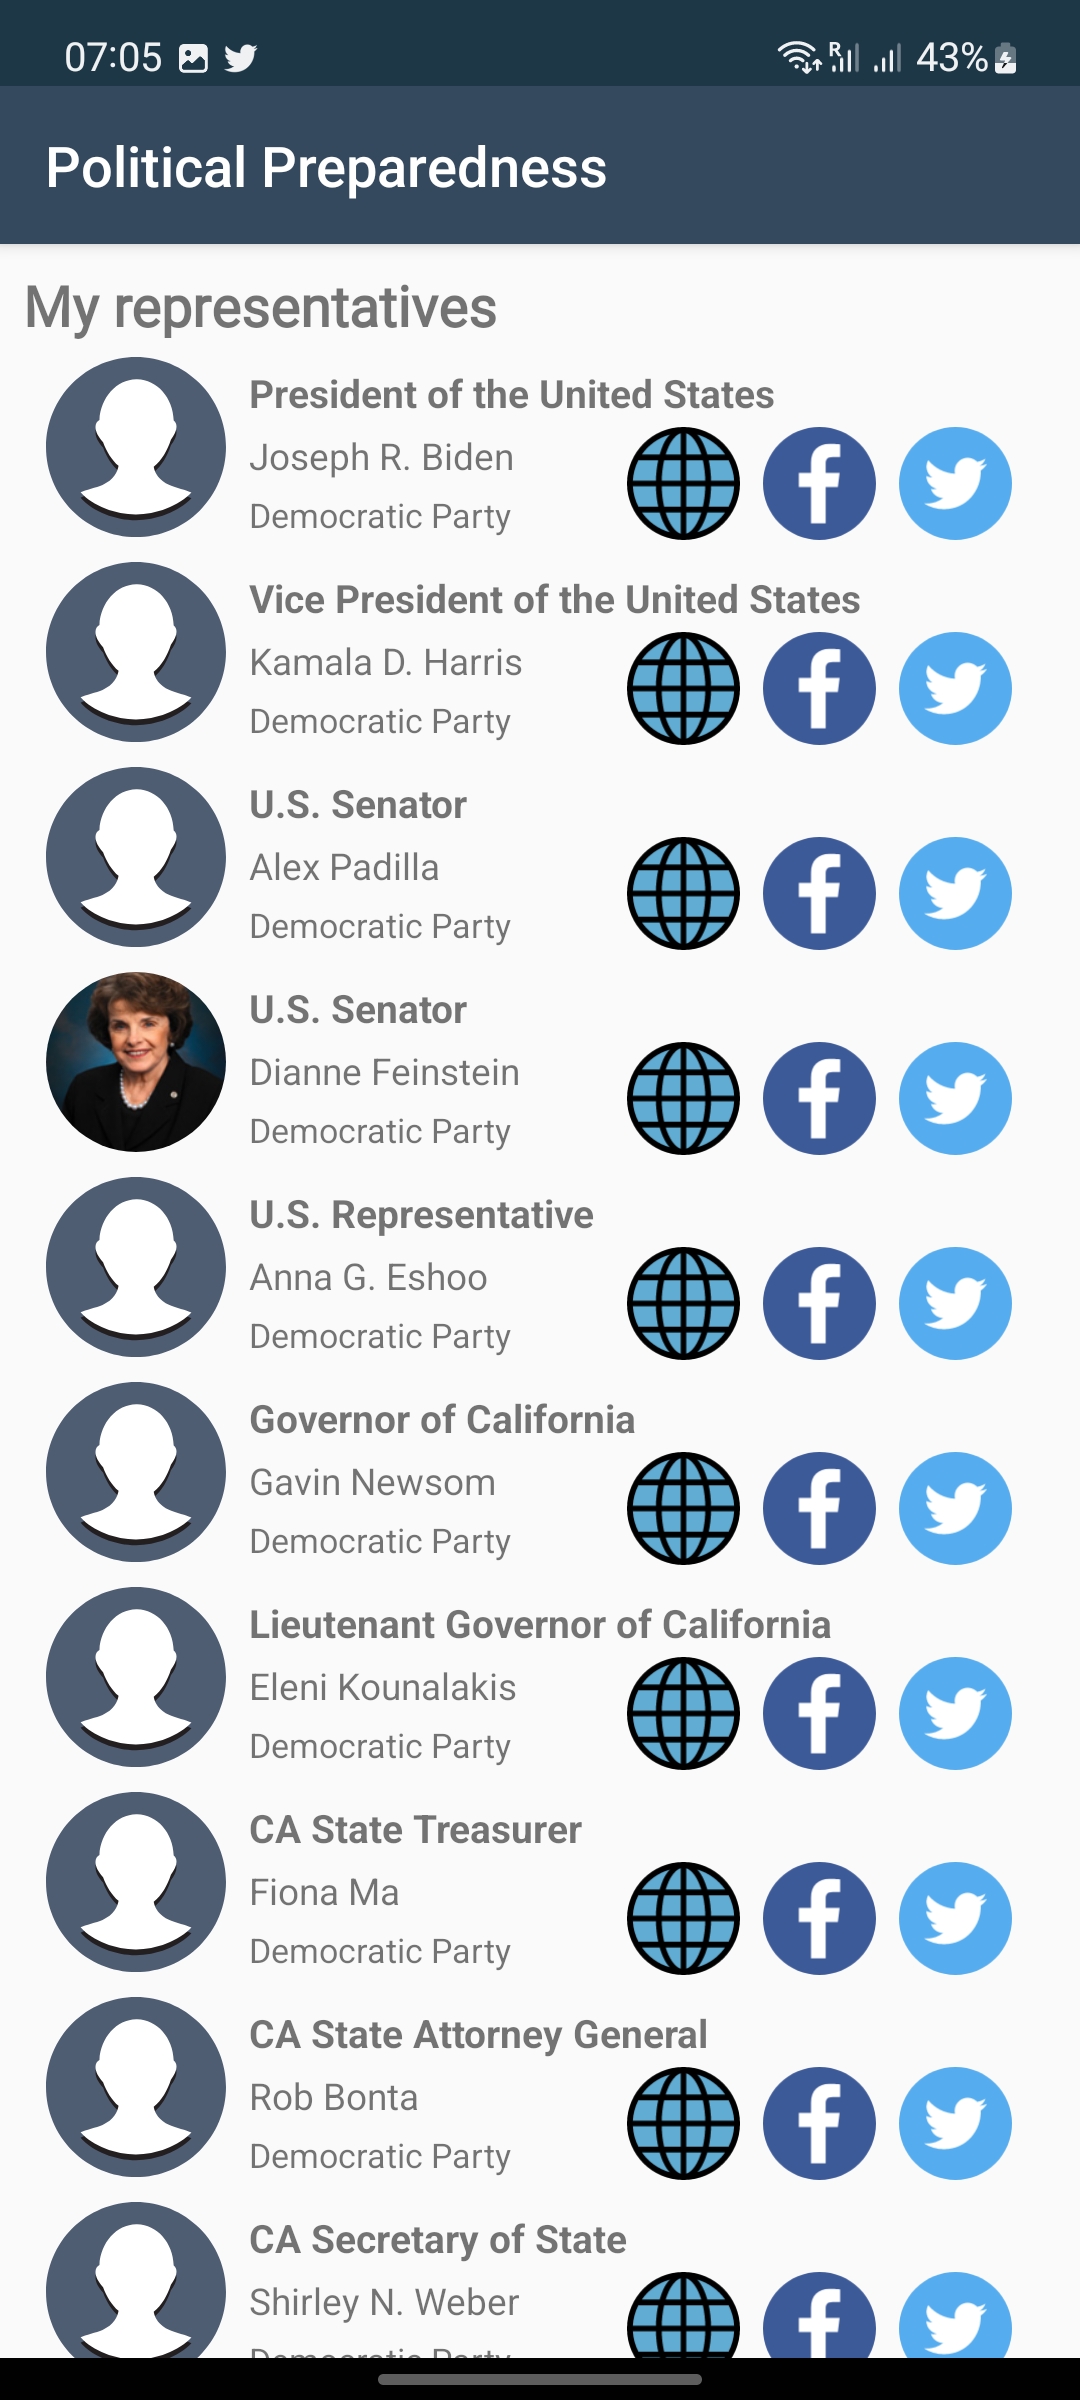 07:05 R 43%
Political Preparedness
My representatives
President of the United States
Joseph R. Biden
Democratic Party
Vice President of the United States
Kamala D. Harris
Democratic Party
U.S. Senator
Alex Padilla
Democratic Party
U.S. Senator
Dianne Feinstein
Democratic Party
U.S. Representative
Anna G. Eshoo
Democratic Party
Governor of California
Gavin Newsom
Democratic Party
Lieutenant Governor of California
Eleni Kounalakis
Democratic Party
CA State Treasurer
Fiona Ma
Democratic Party
CA State Attorney General
Rob Bonta
Democratic Party
CA Secretary of State
Shirley N. Weber
Democratic Party